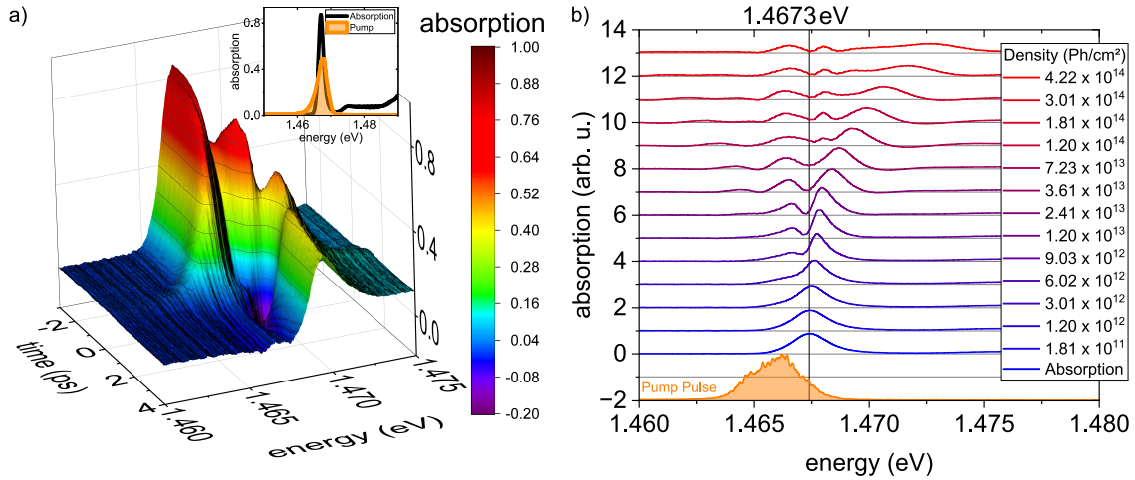 a)
absorption
0.8
0.4
0.0
absorption
1.46
1.48
energy (eV)
Absorption
Pump
1.00
0.88
0.76
0.64
0.52
0.40
0.28
0.16
0.04
-0.08
-0.20
0.8
0.4
0.0
-2
0
2
4
time (ps)
1.460
1.465
1.470
1.475
energy (eV)
b)
1.4673 eV
14
12
10
8
6
4
2
0
−2
absorption (arb. u.)
Density (Ph/cm²)
4.22 x 10¹⁴
3.01 x 10¹⁴
1.81 x 10¹⁴
1.20 x 10¹⁴
7.23 x 10¹³
3.61 x 10¹³
2.41 x 10¹³
1.20 x 10¹³
9.03 x 10¹²
6.02 x 10¹²
3.01 x 10¹²
1.20 x 10¹²
1.81 x 10¹¹
Absorption
Pump Pulse
1.460
1.465
1.470
1.475
1.480
energy (eV)